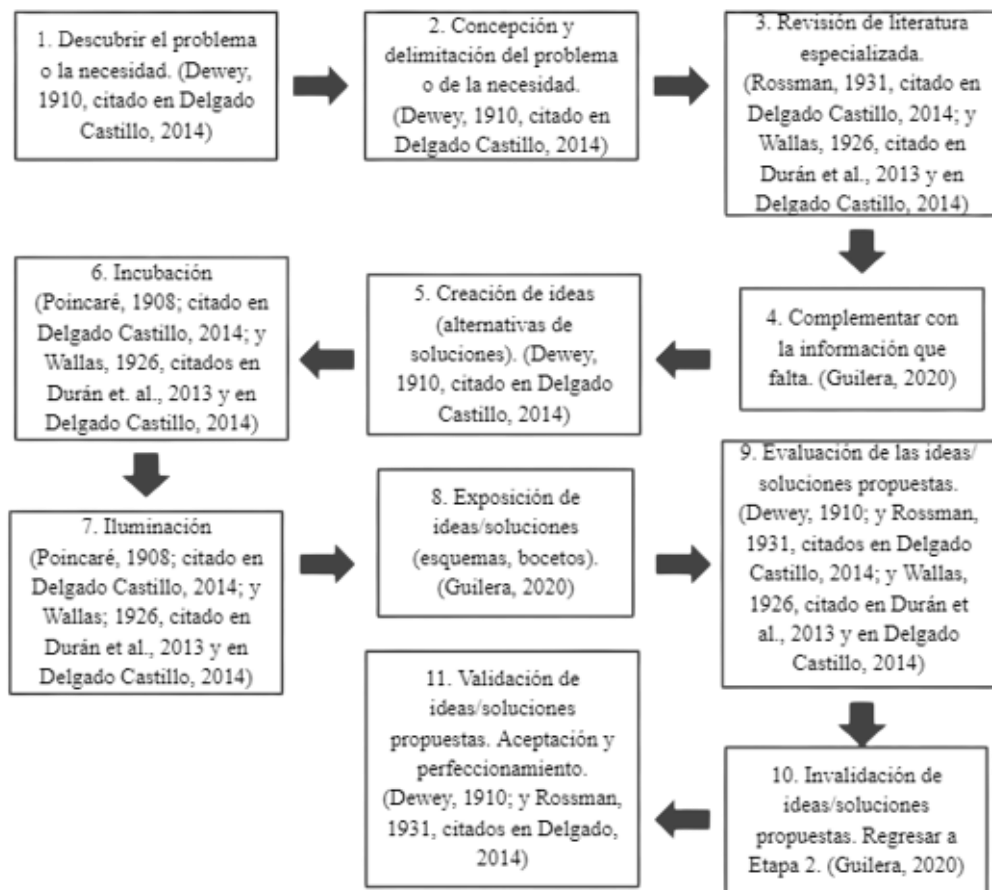 1. Descubrir el problema
o la necesidad. (Dewey,
1910, citado en Delgado
Castillo, 2014)
2. Concepción y
delimitación del problema
o de la necesidad.
(Dewey, 1910, citado en
Delgado Castillo, 2014)
3. Revisión de literatura
especializada.
(Rossman, 1931, citado en
Delgado Castillo, 2014; y
Wallas, 1926, citado en
Durán et al., 2013 y en
Delgado Castillo, 2014)
4. Complementar con
la información que
falta. (Guilera, 2020)
5. Creación de ideas
(alternativas de
soluciones). (Dewey,
1910, citado en Delgado
Castillo, 2014)
6. Incubación
(Poincaré, 1908; citado en
Delgado Castillo, 2014; y
Wallas, 1926, citados en
Durán et. al., 2013 y en
Delgado Castillo, 2014)
7. Iluminación
(Poincaré, 1908; citado en
Delgado Castillo, 2014; y
Wallas; 1926, citado en
Durán et al., 2013 y en
Delgado Castillo, 2014)
8. Exposición de
ideas/soluciones
(esquemas, bocetos).
(Guilera, 2020)
9. Evaluación de las ideas/
soluciones propuestas.
(Dewey, 1910; y Rossman,
1931, citados en Delgado
Castillo, 2014; y Wallas,
1926, citado en Durán et
al., 2013 y en Delgado
Castillo, 2014)
10. Invalidación de
ideas/soluciones
propuestas. Regresar a
Etapa 2. (Guilera, 2020)
11. Validación de
ideas/soluciones
propuestas. Aceptación y
perfeccionamiento.
(Dewey, 1910; y Rossman,
1931, citados en Delgado,
2014)